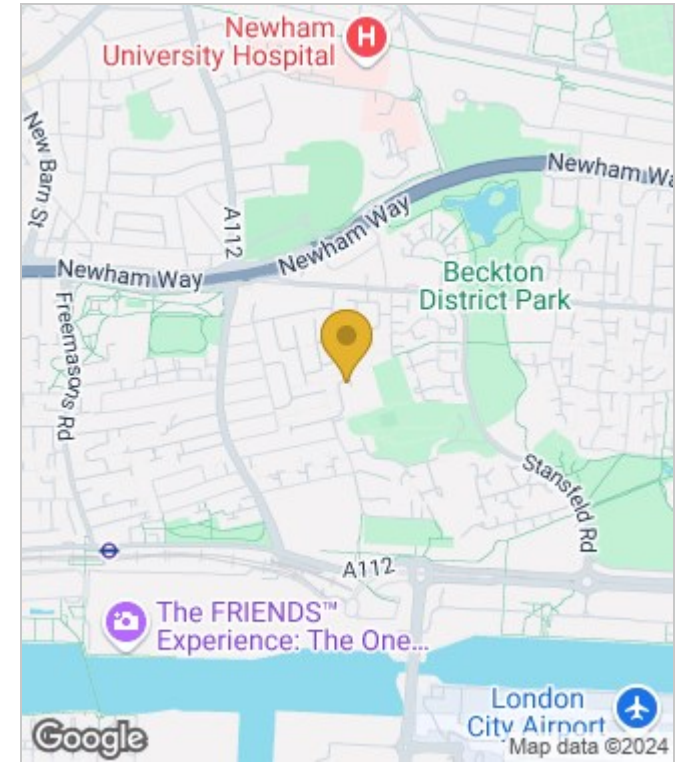 Newham
University Hospital
H
New Barn St
A112
Newham Wa
Newham Way
Newham Way
Beckton
District Park
Freemasons Rd
Stansfeld Rd
A112
The FRIENDS™
Experience: The One...
London
City Airport
Google
Map data ©2024